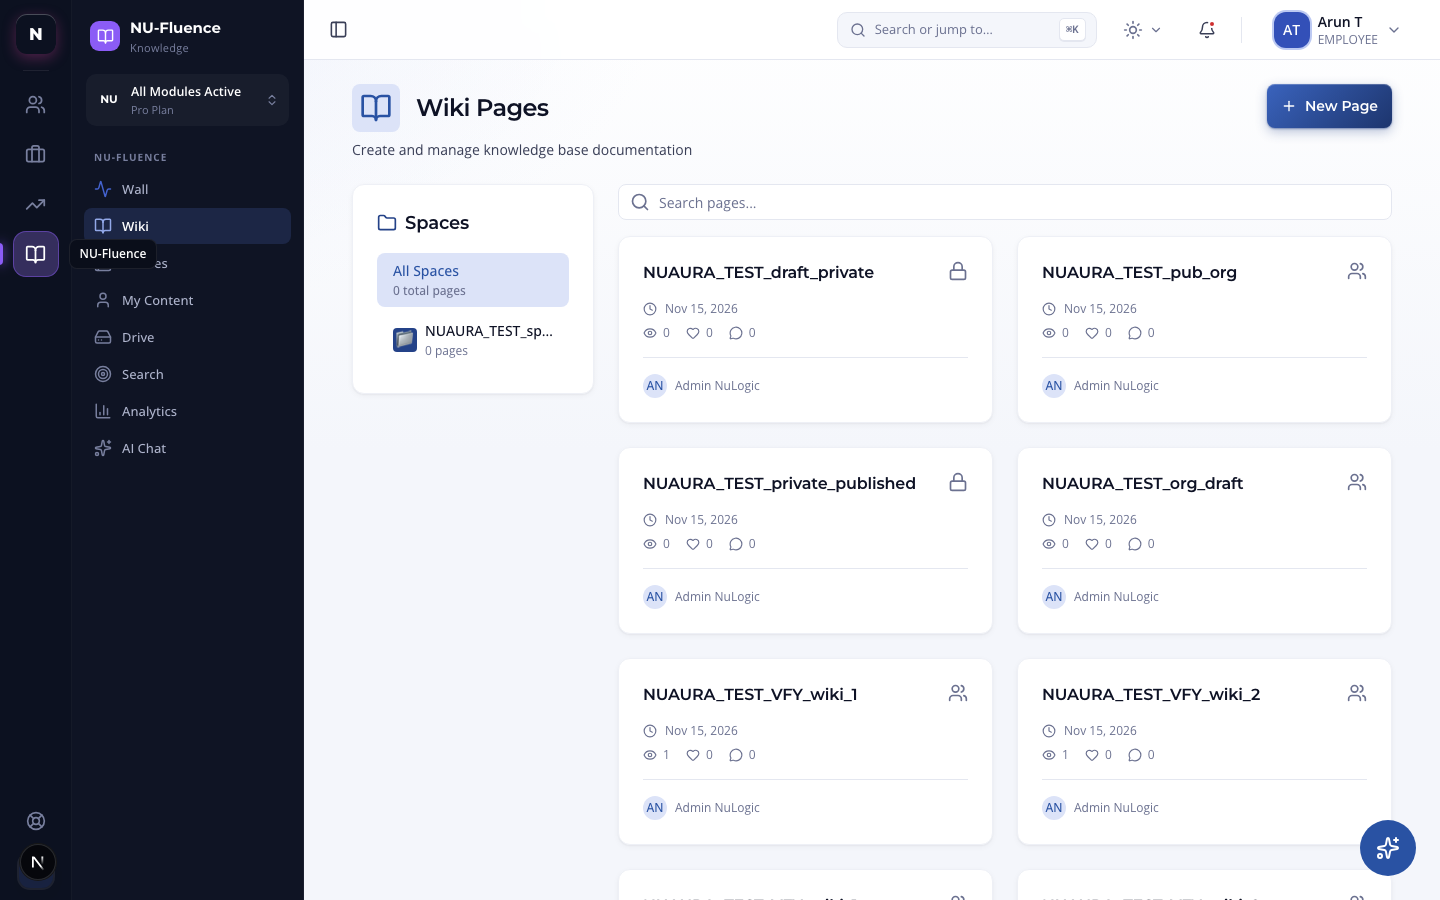 N
NU-Fluence
Knowledge
NU
All Modules Active
Pro Plan
NU-FLUENCE
Wall
Wiki
NU-Fluence
es
My Content
Drive
Search
Analytics
AI Chat
N
Search or jump to...
⌘K
AT
Arun T
EMPLOYEE
Wiki Pages
New Page
Create and manage knowledge base documentation
Spaces
All Spaces
0 total pages
NUAURA_TEST_sp...
0 pages
Search pages...
NUAURA_TEST_draft_private
Nov 15, 2026
0 0 0
AN Admin NuLogic
NUAURA_TEST_pub_org
Nov 15, 2026
0 0 0
AN Admin NuLogic
NUAURA_TEST_private_published
Nov 15, 2026
0 0 0
AN Admin NuLogic
NUAURA_TEST_org_draft
Nov 15, 2026
0 0 0
AN Admin NuLogic
NUAURA_TEST_VFY_wiki_1
Nov 15, 2026
1 0 0
AN Admin NuLogic
NUAURA_TEST_VFY_wiki_2
Nov 15, 2026
1 0 0
AN Admin NuLogic